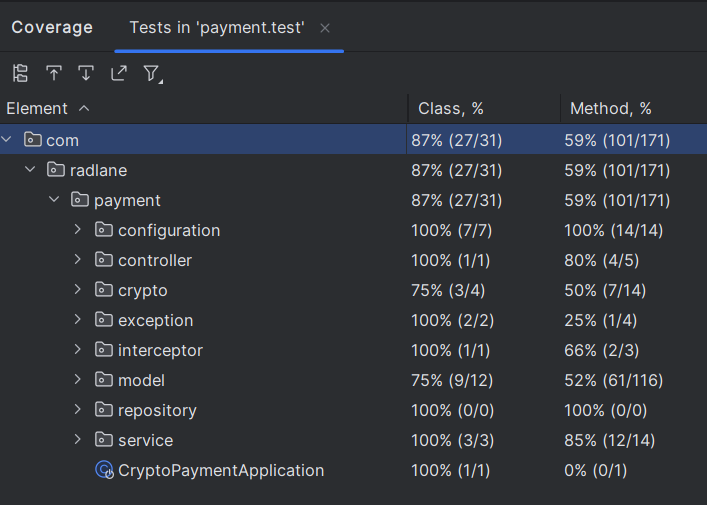 Coverage Tests in 'payment.test'
Element Class, % Method, %
com 87% (27/31) 59% (101/171)
radlane 87% (27/31) 59% (101/171)
payment 87% (27/31) 59% (101/171)
configuration 100% (7/7) 100% (14/14)
controller 100% (1/1) 80% (4/5)
crypto 75% (3/4) 50% (7/14)
exception 100% (2/2) 25% (1/4)
interceptor 100% (1/1) 66% (2/3)
model 75% (9/12) 52% (61/116)
repository 100% (0/0) 100% (0/0)
service 100% (3/3) 85% (12/14)
CryptoPaymentApplication 100% (1/1) 0% (0/1)